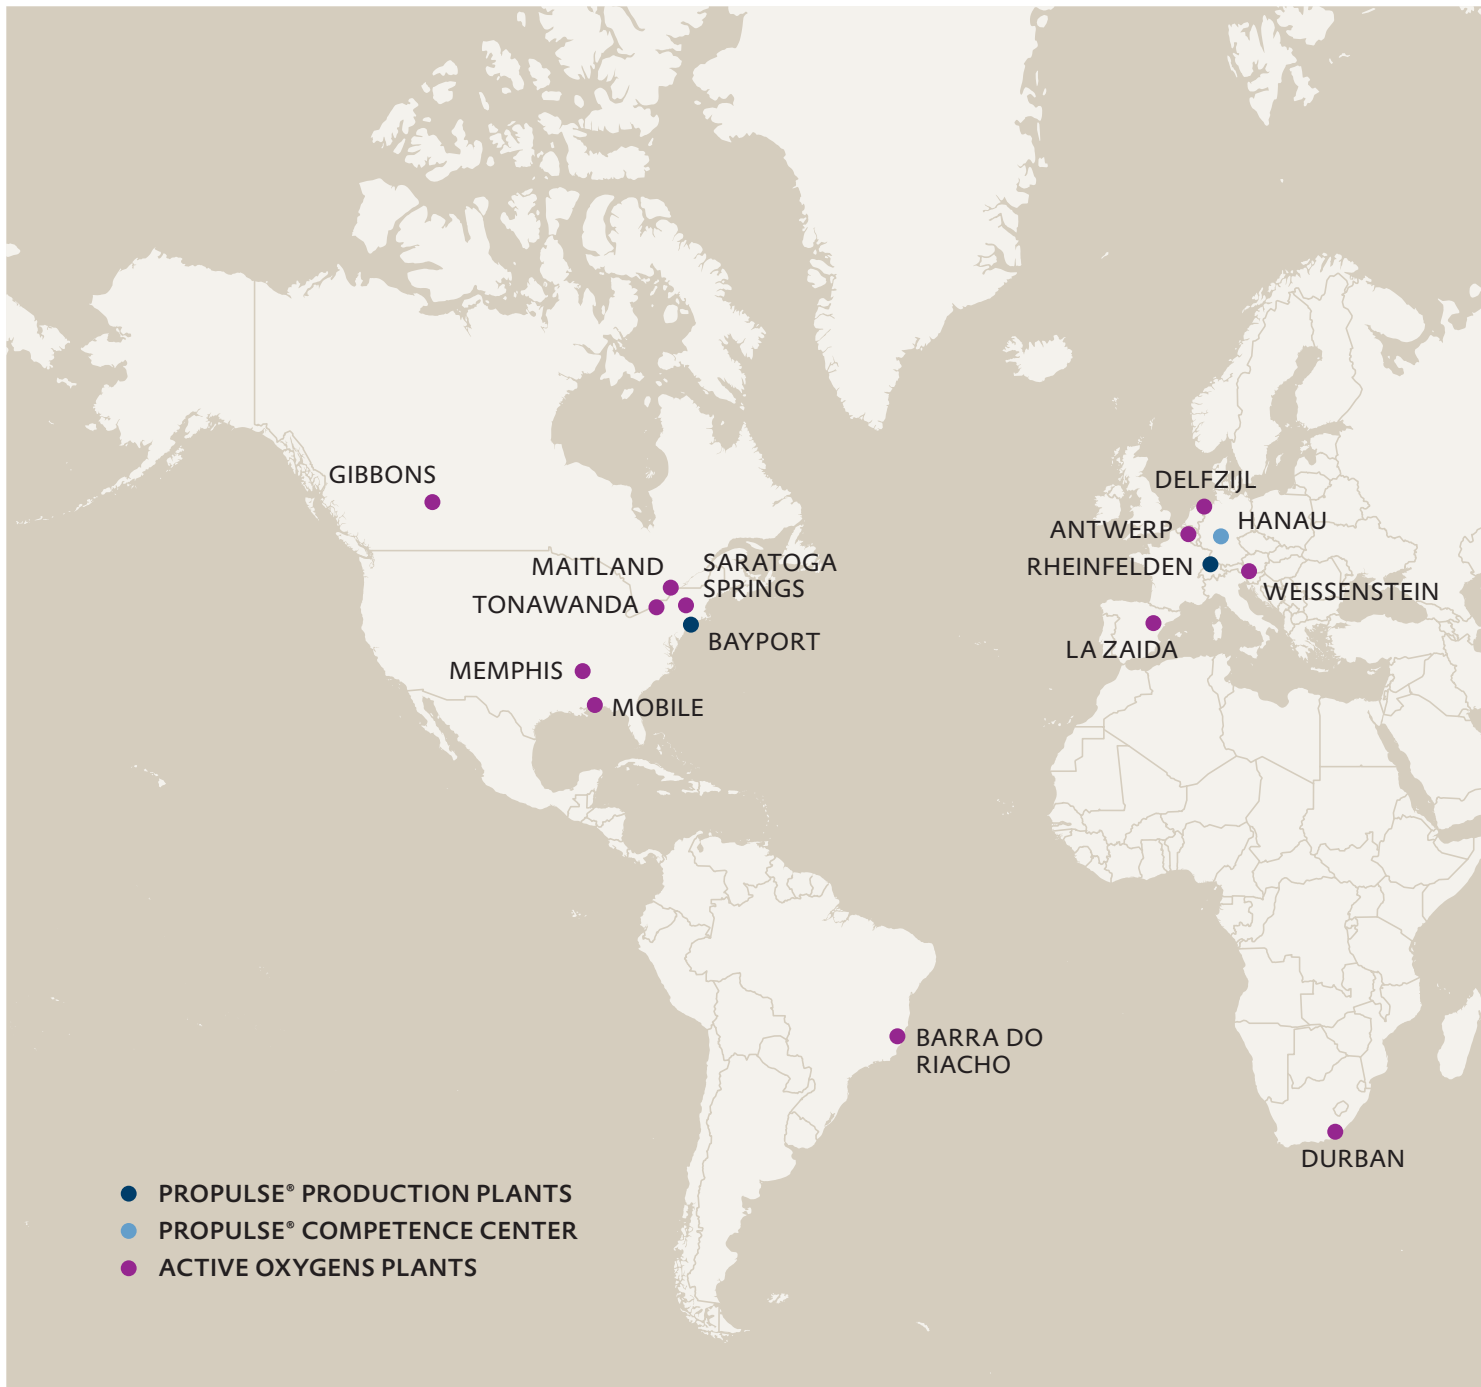 GIBBONS
DELFZIJL
ANTWERP
HANAU
RHEINFELDEN
WEISSENSTEIN
MAITLAND
SARATOGA
SPRINGS
TONAWANDA
BAYPORT
LA ZAIDA
MEMPHIS
MOBILE
BARRA DO
RIACHO
DURBAN
PROPULSE® PRODUCTION PLANTS
PROPULSE® COMPETENCE CENTER
ACTIVE OXYGENS PLANTS